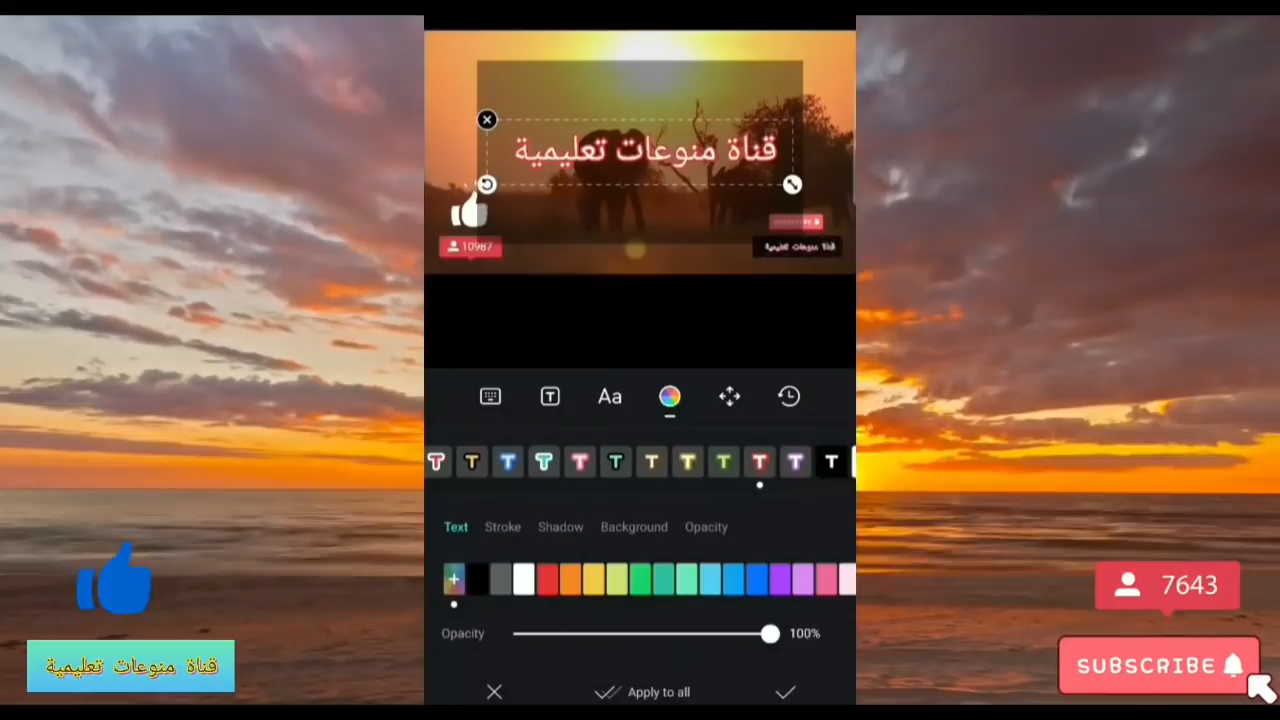 قناة منوعات تعليمية
SUBSCRIBE
10987
قناة منوعات تعليمية
Aa
T T T T T T T T T T T T
Text Stroke Shadow Background Opacity
7643
Opacity 100%
قناة منوعات تعليمية
SUBSCRIBE
Apply to all